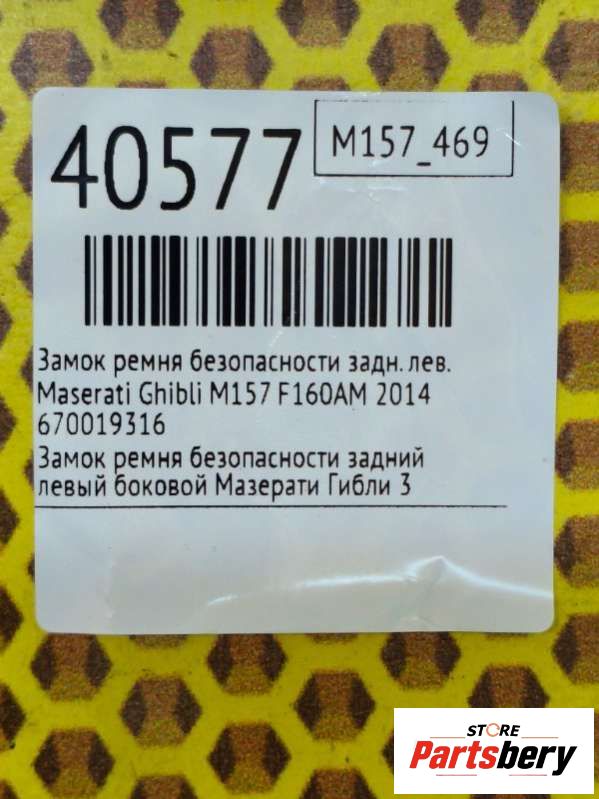 40577
M157_469
Замок ремня безопасности задн. лев.
Maserati Ghibli M157 F160AM 2014
670019316
Замок ремня безопасности задний
левый боковой Мазерати Гибли 3
STORE
Partsbery